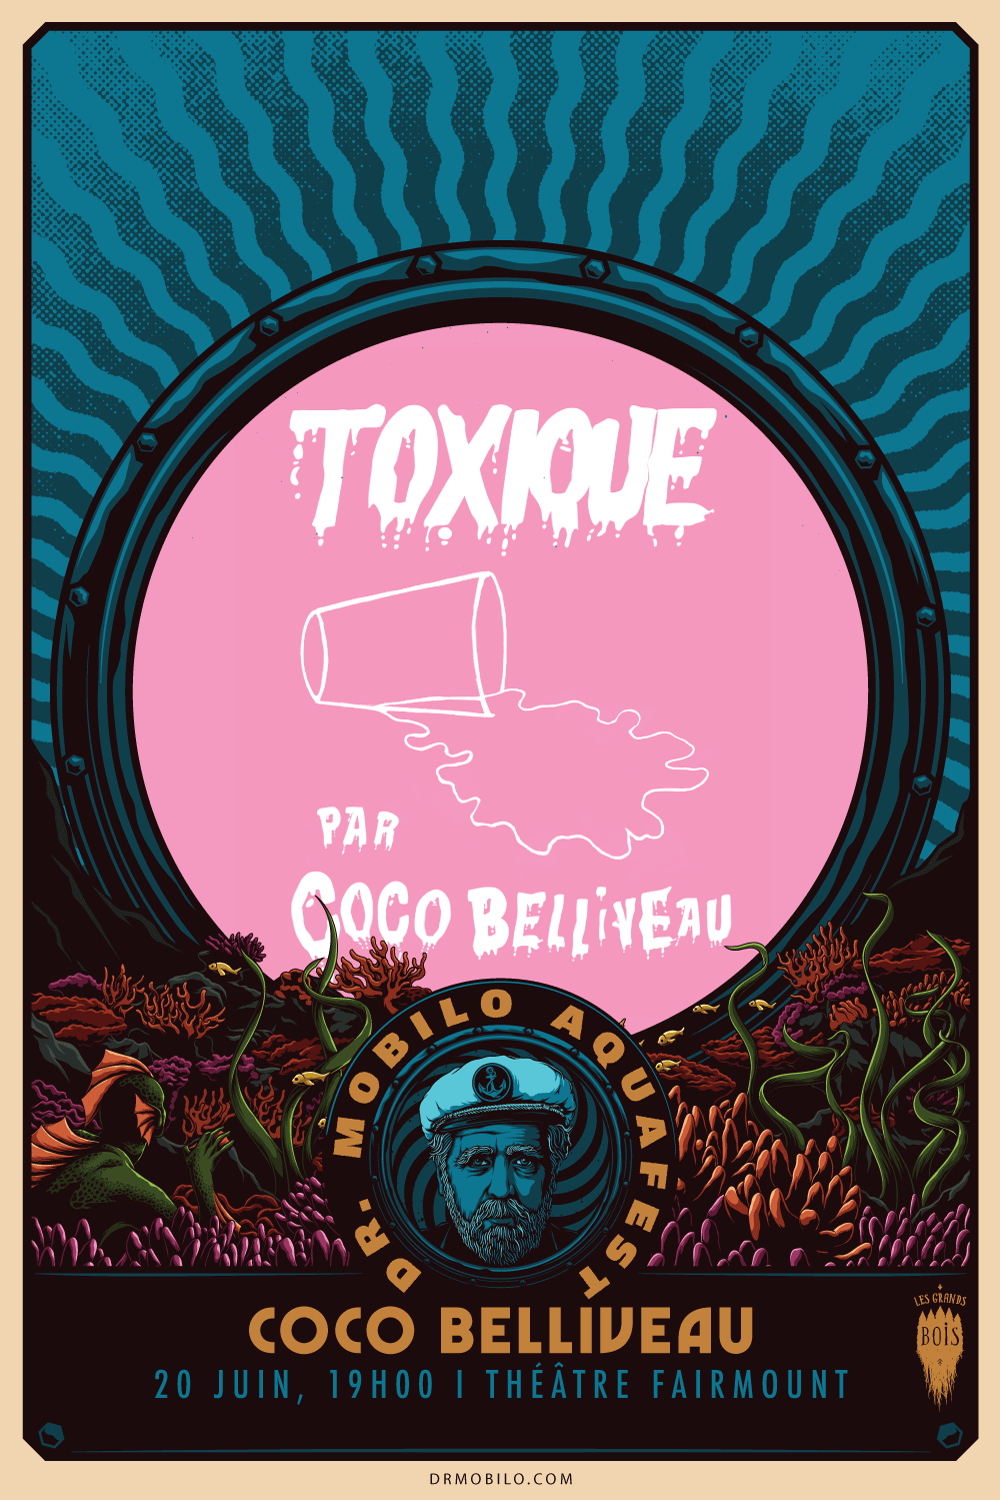 TOXIQUE
PAR
COCO BELLIVEAU
DR. MOBILO AQUAFEST
COCO BELLIVEAU
20 JUIN, 19H00 I THÉÂTRE FAIRMOUNT
LES GRANDS
BOIS
DRMOBILO.COM